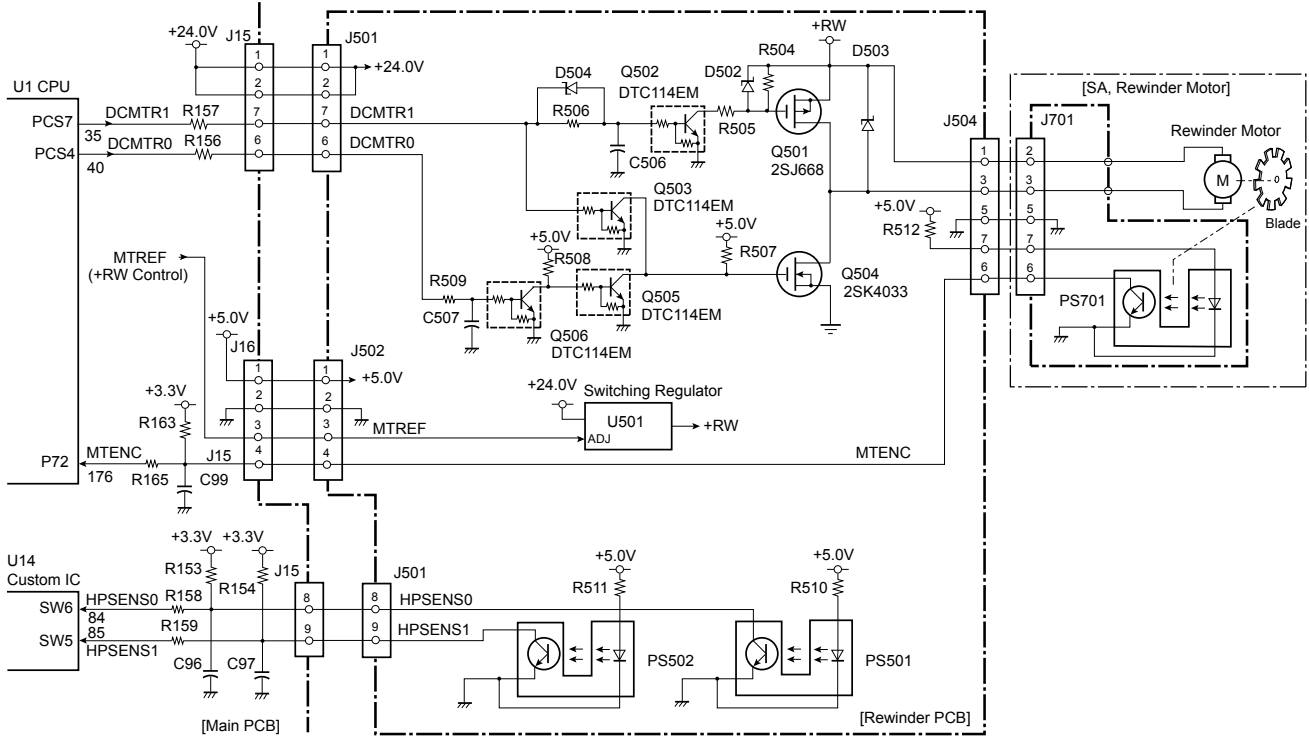 +24.0V
J15
J501
1
1
+24.0V
2
2
U1 CPU
PCS7
DCMTR1
R157
7
7
DCMTR1
35
PCS4
DCMTR0
R156
6
6
DCMTR0
40
D504
R506
C506
Q502
DTC114EM
R505
D502
R504
+RW
D503
Q501
2SJ668
Q503
DTC114EM
+5.0V
R508
+5.0V
R507
R509
C507
Q506
DTC114EM
Q505
DTC114EM
Q504
2SK4033
J504
1
3
5
7
6
+5.0V
R512
[SA, Rewinder Motor]
J701
2
3
5
7
6
Rewinder Motor
M
Blade
PS701
MTREF
(+RW Control)
+5.0V
J16
J502
1
1
+5.0V
2
2
3
3
MTREF
4
4
MTENC
+3.3V
R163
J15
P72
MTENC
176
R165
C99
+24.0V
Switching Regulator
U501
ADJ
+RW
U14
Custom IC
+3.3V
+3.3V
R153
R154
J15
J501
SW6
HPSENS0
R158
8
8
HPSENS0
84
SW5
85
HPSENS1
R159
9
9
HPSENS1
C96
C97
+5.0V
R511
PS502
+5.0V
R510
PS501
[Main PCB]
[Rewinder PCB]